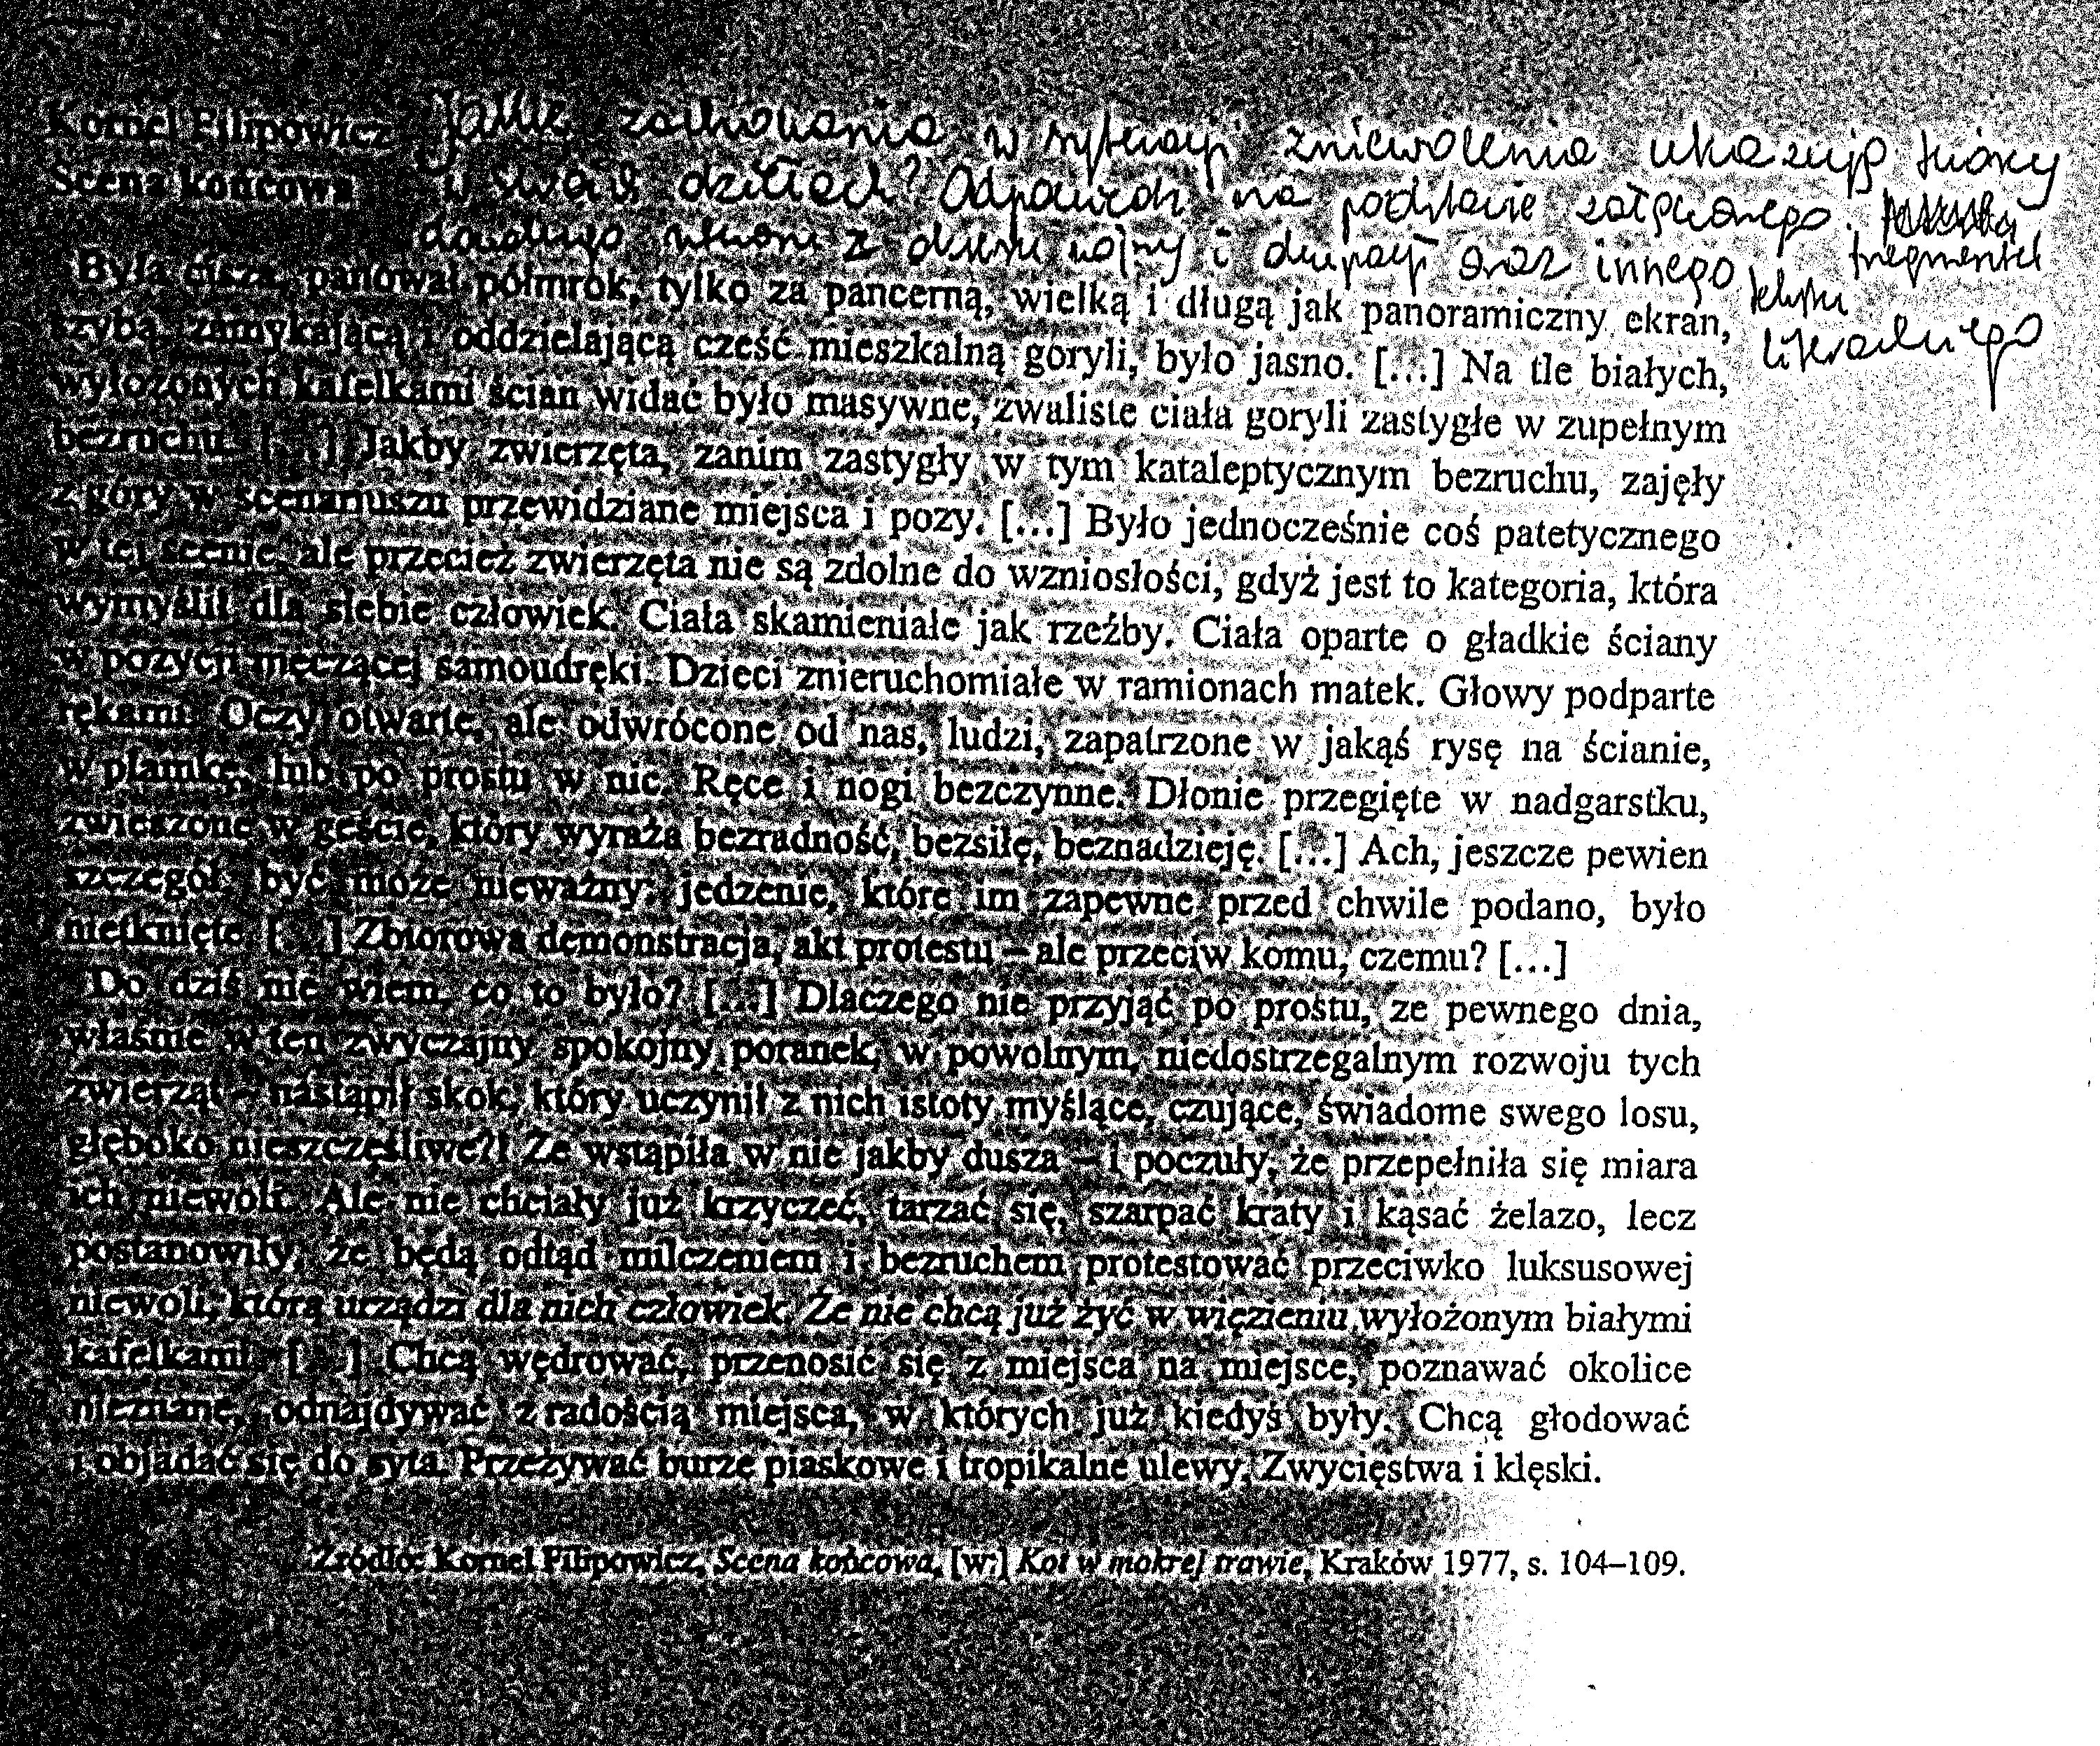 Kornel Filipowicz
Scena końcowa
Jakie zachowania w sytuacji zniewolenia ukazują twórcy
w swoich dziełach? Odpowiedz na podstawie załączonego fragmentu
dowolnego utworu z okresu wojny i okupacji oraz innego tekstu
literackiego
Była cisza, panował półmrok, tylko za pancerną, wielką i długą jak panoramiczny ekran,
szybą, zamykającą i oddzielającą cześć mieszkalną goryli, było jasno. [...] Na tle białych,
wyłożonych kafelkami ścian widać było masywne, zwaliste ciała goryli zastygłe w zupełnym
bezruchu. [...] Jakby zwierzęta, zanim zastygły w tym kataleptycznym bezruchu, zajęły
z góry w scenariuszu przewidziane miejsca i pozy. [...] Było jednocześnie coś patetycznego
w tej scenie, ale przecież zwierzęta nie są zdolne do wzniosłości, gdyż jest to kategoria, która
wymyślił dla siebie człowiek. Ciała skamieniałe jak rzeźby. Ciała oparte o gładkie ściany
w pozycji męczącej samoudręki. Dzieci znieruchomiałe w ramionach matek. Głowy podparte
rękami. Oczy otwarte, ale odwrócone od nas, ludzi, zapatrzone w jakąś rysę na ścianie,
w plamkę, lub po prostu w nic. Ręce i nogi bezczynne. Dłonie przegięte w nadgarstku,
zwieszone w geście, który wyraża bezradność, bezsiłę, beznadzieję. [...] Ach, jeszcze pewien
szczegół, być może nieważny: jedzenie, które im zapewne przed chwile podano, było
nietknięte. [...] Zbiorowa demonstracja, akt protestu – ale przeciw komu, czemu? [...]
Do dziś nie wiem, co to było? [...] Dlaczego nie przyjąć po prostu, ze pewnego dnia,
właśnie w ten zwyczajny spokojny poranek, w powolnym, niedostrzegalnym rozwoju tych
zwierząt – nastąpił skok, który uczynił z nich istoty myślące, czujące, świadome swego losu,
głęboko nieszczęśliwe?! Że wstąpiła w nie jakby dusza – i poczuły, że przepełniła się miara
ich niewoli. Ale nie chciały już krzyczeć, tarzać się, szarpać kraty i kąsać żelazo, lecz
postanowiły, że będą odtąd milczeniem i bezruchem protestować przeciwko luksusowej
niewoli, którą urządzi dla nich człowiek. Że nie chcą już żyć w więzieniu wyłożonym białymi
kafelkami. [...] Chcą wędrować, przenosić się z miejsca na miejsce, poznawać okolice
nieznane, odnajdywać z radością miejsca, w których już kiedyś były. Chcą głodować
i objadać się do syta. Przeżywać burze piaskowe i tropikalne ulewy. Zwycięstwa i klęski.
Źródło: Kornel Filipowicz, Scena końcowa, [w:] Kot w mokrej trawie, Kraków 1977, s. 104–109.